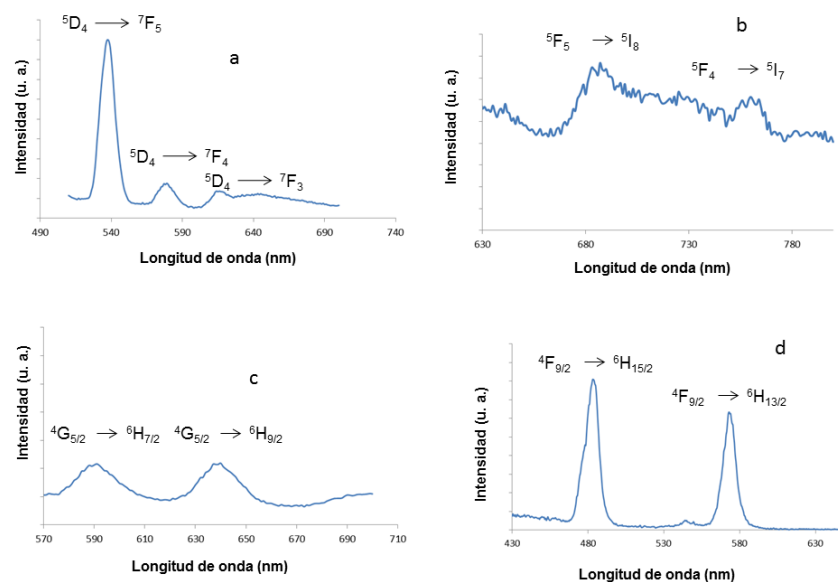 ⁵D₄ → ⁷F₅
a
⁵D₄ → ⁷F₄
⁵D₄ → ⁷F₃
Intensidad (u. a.)
490 540 590 640 690 740
Longitud de onda (nm)
b
⁵F₅ → ⁵I₈
⁵F₄ → ⁵I₇
Intensidad (u. a.)
630 680 730 780
Longitud de onda (nm)
c
⁴G₅/₂ → ⁶H₇/₂ ⁴G₅/₂ → ⁶H₉/₂
Intensidad (u. a.)
570 590 610 630 650 670 690 710
Longitud de onda (nm)
d
⁴F₉/₂ → ⁶H₁₅/₂
⁴F₉/₂ → ⁶H₁₃/₂
Intensidad (u. a.)
430 480 530 580 630
Longitud de onda (nm)